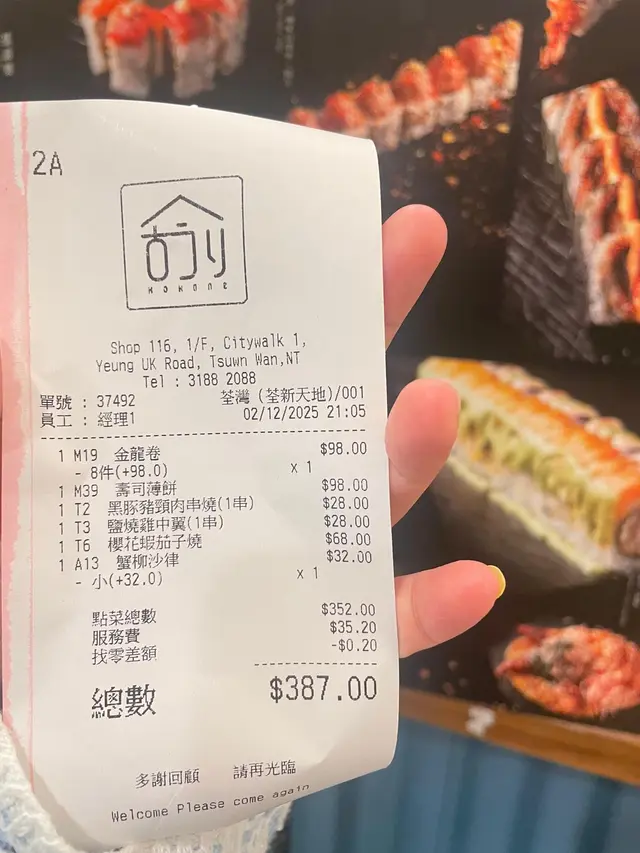 2A
Kokone
Shop 116, 1/F, Citywalk 1,
Yeung UK Road, Tsuwn Wan,NT
Tel : 3188 2088
單號 : 37492 荃灣 (荃新天地)/001
員工 : 經理1 02/12/2025 21:05
1 M19 金龍卷 $98.00
- 8件(+98.0) x 1
1 M39 壽司薄餅 $98.00
1 T2 黑豚豬頸肉串燒(1串) $28.00
1 T3 鹽燒雞中翼(1串) $28.00
1 T6 櫻花蝦茄子燒 $68.00
1 A13 蟹柳沙律 $32.00
- 小(+32.0) x 1
點菜總數 $352.00
服務費 $35.20
找零差額 -$0.20
總數 $387.00
多謝回顧 請再光臨
Welcome Please come again